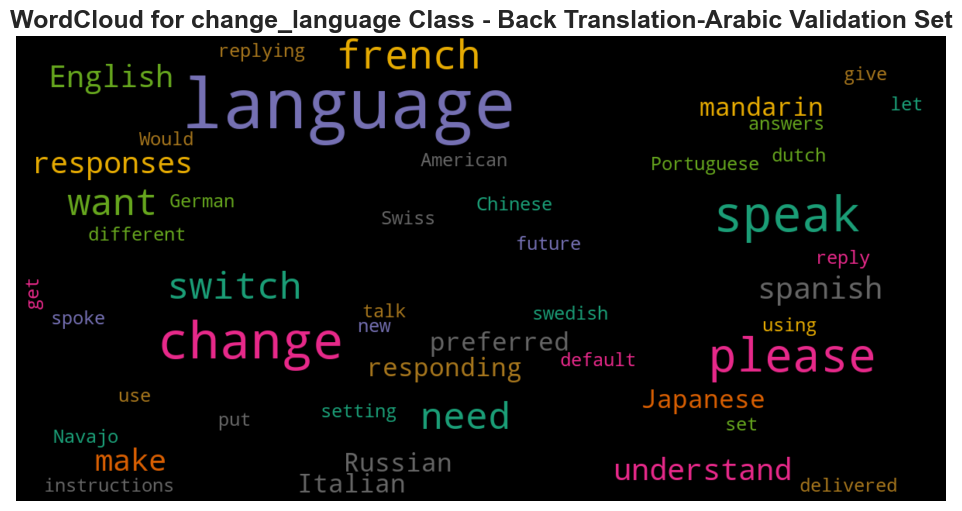 WordCloud for change_language Class - Back Translation-Arabic Validation Set
replying
french
English
language
give
mandarin
let
answers
Would
responses
American
Portuguese
dutch
want
German
Swiss
Chinese
speak
different
future
reply
get
switch
spanish
spoke
talk
new
swedish
using
change
preferred
responding
default
please
use
put
setting
need
Japanese
set
Navajo
make
Russian
understand
instructions
Italian
delivered